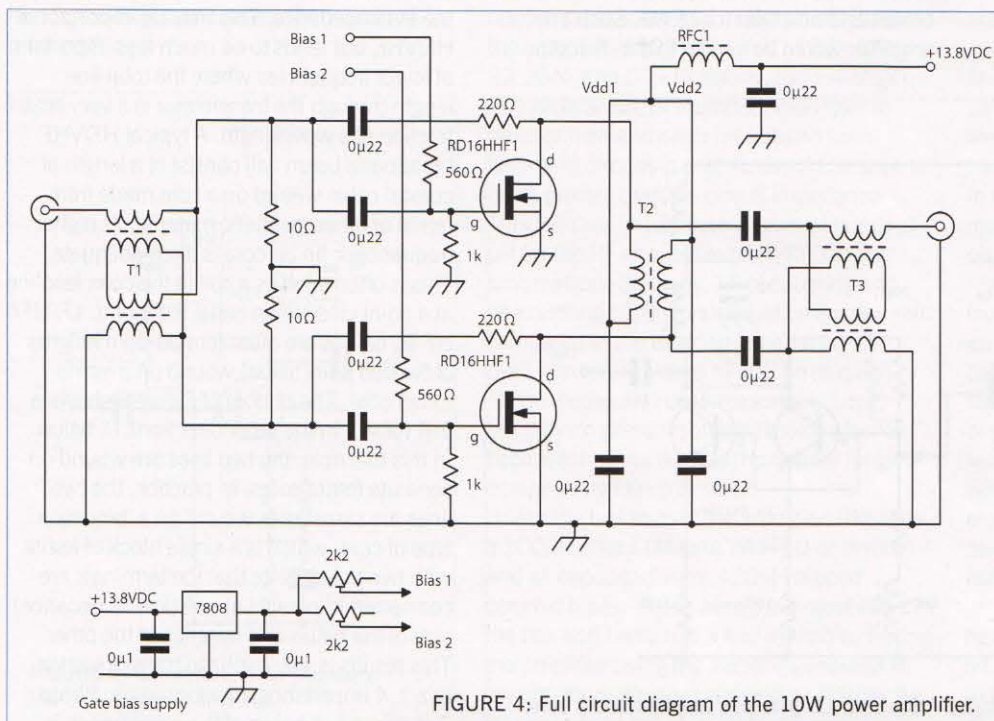 Bias 1
Bias 2
RFC1
+13.8VDC
Vdd1
Vdd2
0µ22
0µ22
220Ω
RD16HHF1
560Ω
d
g
s
0µ22
1k
T1
10Ω
10Ω
T2
0µ22
T3
0µ22
220Ω
RD16HHF1
0µ22
560Ω
d
g
s
0µ22
1k
0µ22
0µ22
2k2
Bias 1
+13.8VDC
7808
0µ1
0µ1
2k2
Bias 2
Gate bias supply
FIGURE 4: Full circuit diagram of the 10W power amplifier.